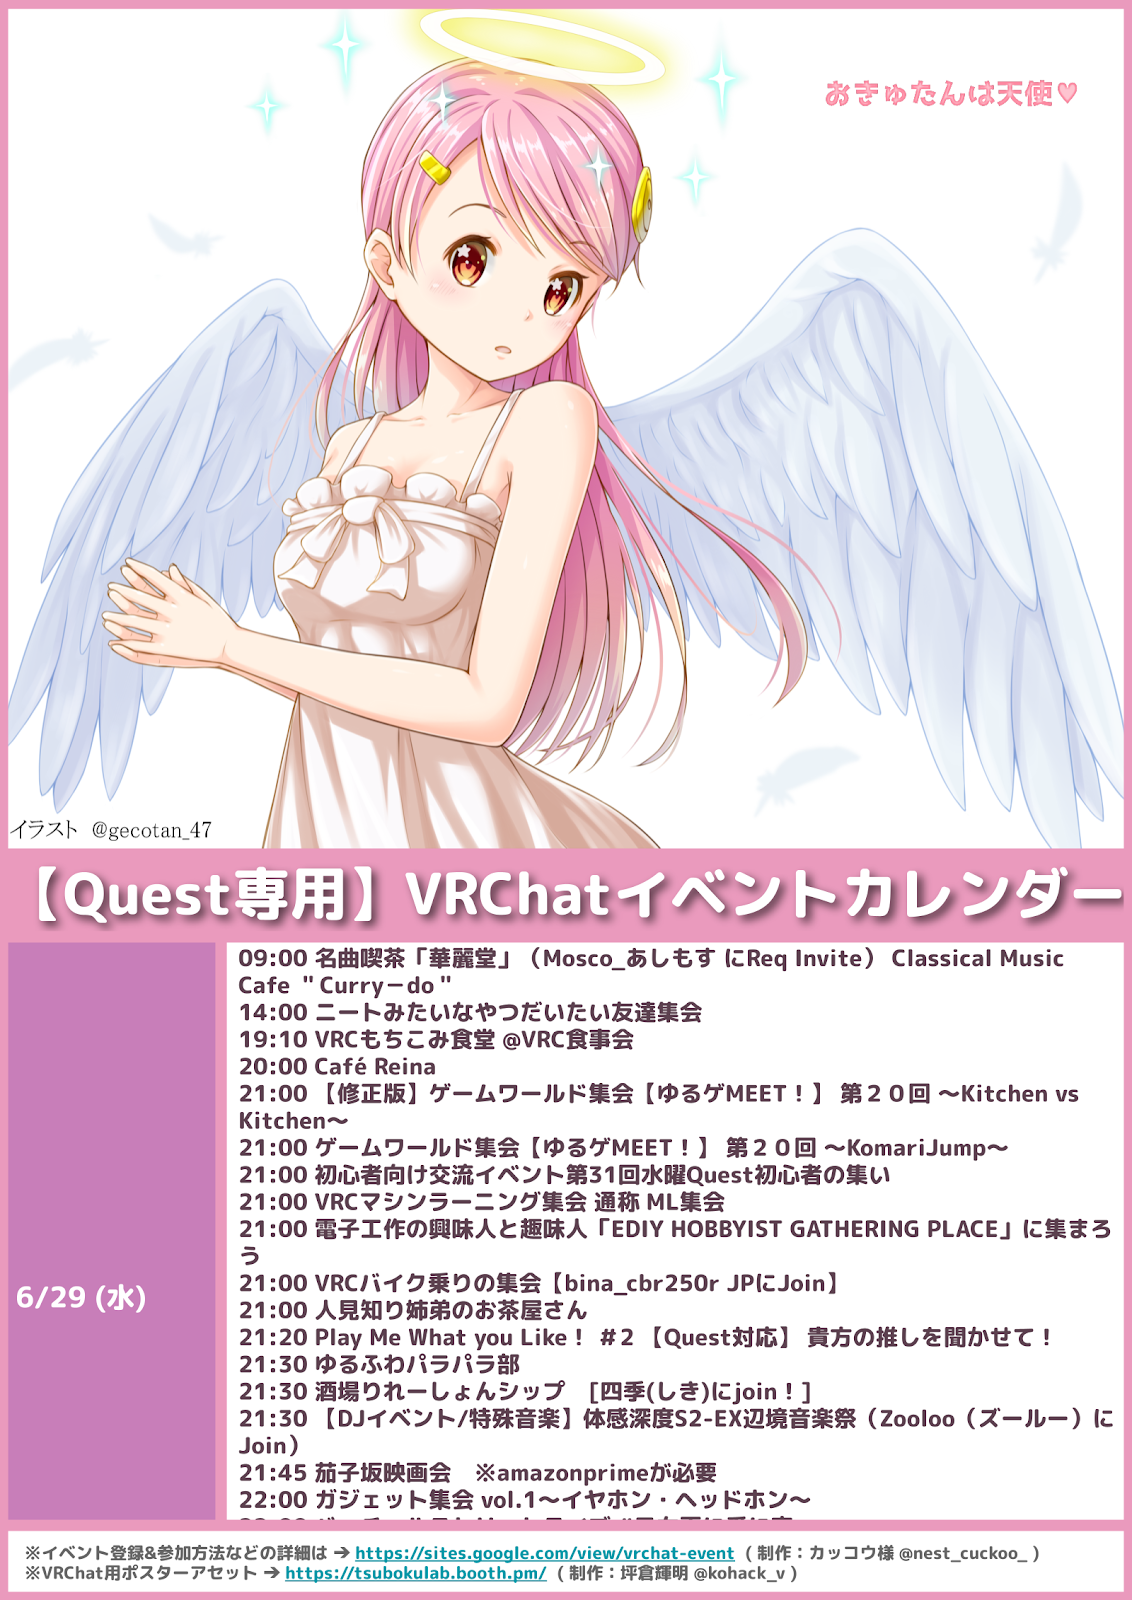 おきゅたんは天使♥
イラスト @gecotan_47
【Quest専用】VRChatイベントカレンダー
6/29 (水)
09:00 名曲喫茶「華麗堂」（Mosco_あしもす にReq Invite） Classical Music
Cafe ＂Curry－do＂
14:00 ニートみたいなやつだいたい友達集会
19:10 VRCもちこみ食堂 @VRC食事会
20:00 Café Reina
21:00 【修正版】ゲームワールド集会【ゆるゲMEET！】 第２０回 ～Kitchen vs
Kitchen～
21:00 ゲームワールド集会【ゆるゲMEET！】 第２０回 ～KomariJump～
21:00 初心者向け交流イベント第31回水曜Quest初心者の集い
21:00 VRCマシンラーニング集会 通称 ML集会
21:00 電子工作の興味人と趣味人「EDIY HOBBYIST GATHERING PLACE」に集まろ
う
21:00 VRCバイク乗りの集会【bina_cbr250r JPにJoin】
21:00 人見知り姉弟のお茶屋さん
21:20 Play Me What you Like！ ＃2 【Quest対応】 貴方の推しを聞かせて！
21:30 ゆるふわパラパラ部
21:30 酒場りれーしょんシップ　[四季(しき)にjoin！]
21:30 【DJイベント/特殊音楽】体感深度S2-EX辺境音楽祭（Zooloo（ズールー）に
Join）
21:45 茄子坂映画会　※amazonprimeが必要
22:00 ガジェット集会 vol.1～イヤホン・ヘッドホン～
※イベント登録&参加方法などの詳細は ➔ https://sites.google.com/view/vrchat-event （ 制作：カッコウ様 @nest_cuckoo_ ）
※VRChat用ポスターアセット ➔ https://tsubokulab.booth.pm/ （ 制作：坪倉輝明 @kohack_v ）